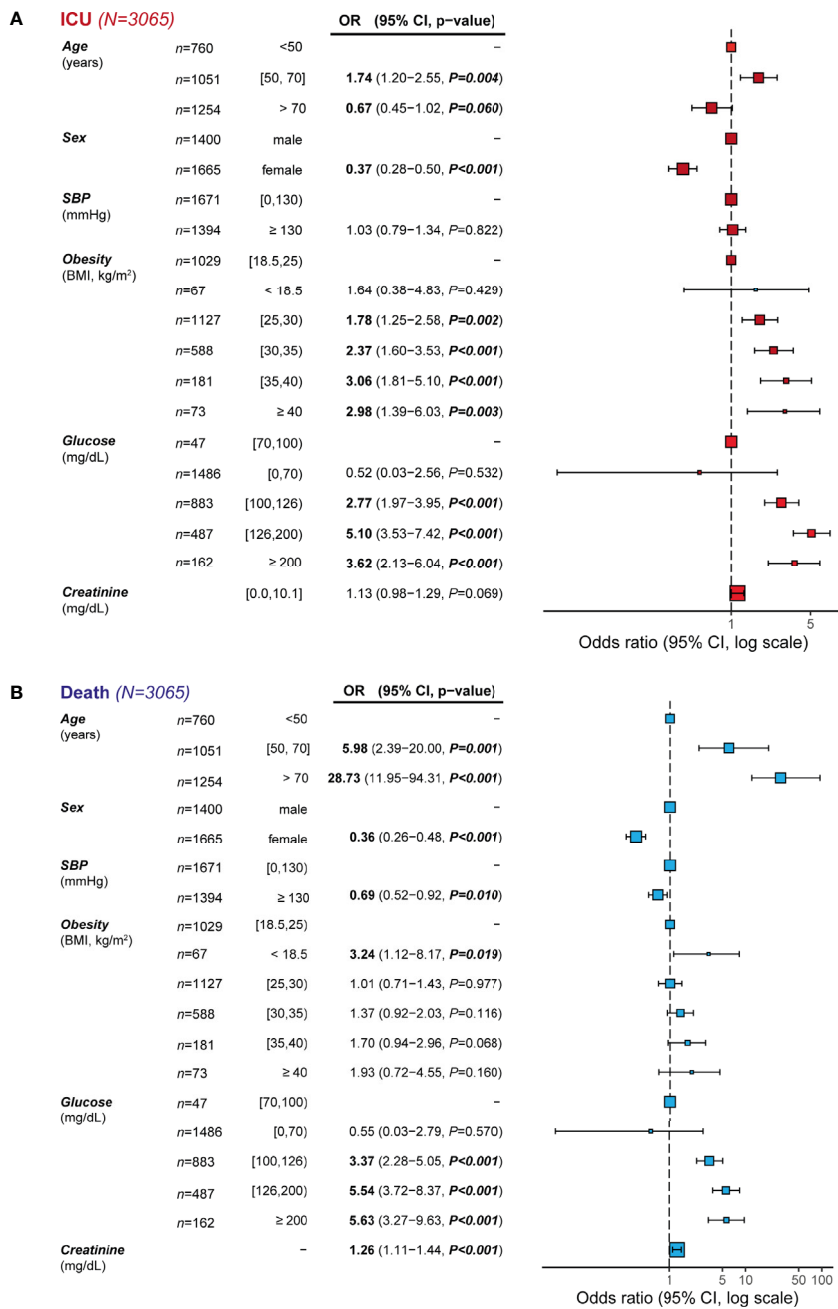 A ICU (N=3065) OR (95% CI, p−value)
Age n=760 <50 –
(years)
n=1051 [50, 70] 1.74 (1.20−2.55, P=0.004)
n=1254 > 70 0.67 (0.45−1.02, P=0.060)
Sex n=1400 male –
n=1665 female 0.37 (0.28−0.50, P<0.001)
SBP n=1671 [0,130) –
(mmHg)
n=1394 ≥ 130 1.03 (0.79−1.34, P=0.822)
Obesity n=1029 [18.5,25) –
(BMI, kg/m²)
n=67 < 18.5 1.64 (0.38−4.83, P=0.429)
n=1127 [25,30) 1.78 (1.25−2.58, P=0.002)
n=588 [30,35) 2.37 (1.60−3.53, P<0.001)
n=181 [35,40) 3.06 (1.81−5.10, P<0.001)
n=73 ≥ 40 2.98 (1.39−6.03, P=0.003)
Glucose n=47 [70,100) –
(mg/dL)
n=1486 [0,70) 0.52 (0.03−2.56, P=0.532)
n=883 [100,126) 2.77 (1.97−3.95, P<0.001)
n=487 [126,200) 5.10 (3.53−7.42, P<0.001)
n=162 ≥ 200 3.62 (2.13−6.04, P<0.001)
Creatinine [0.0,10.1] 1.13 (0.98−1.29, P=0.069)
(mg/dL)
1 5
Odds ratio (95% CI, log scale)
B Death (N=3065) OR (95% CI, p−value)
Age n=760 <50 –
(years)
n=1051 [50, 70] 5.98 (2.39−20.00, P=0.001)
n=1254 > 70 28.73 (11.95−94.31, P<0.001)
Sex n=1400 male –
n=1665 female 0.36 (0.26−0.48, P<0.001)
SBP n=1671 [0,130) –
(mmHg)
n=1394 ≥ 130 0.69 (0.52−0.92, P=0.010)
Obesity n=1029 [18.5,25) –
(BMI, kg/m²)
n=67 < 18.5 3.24 (1.12−8.17, P=0.019)
n=1127 [25,30) 1.01 (0.71−1.43, P=0.977)
n=588 [30,35) 1.37 (0.92−2.03, P=0.116)
n=181 [35,40) 1.70 (0.94−2.96, P=0.068)
n=73 ≥ 40 1.93 (0.72−4.55, P=0.160)
Glucose n=47 [70,100) –
(mg/dL)
n=1486 [0,70) 0.55 (0.03−2.79, P=0.570)
n=883 [100,126) 3.37 (2.28−5.05, P<0.001)
n=487 [126,200) 5.54 (3.72−8.37, P<0.001)
n=162 ≥ 200 5.63 (3.27−9.63, P<0.001)
Creatinine – 1.26 (1.11−1.44, P<0.001)
(mg/dL)
1 5 10 50 100
Odds ratio (95% CI, log scale)